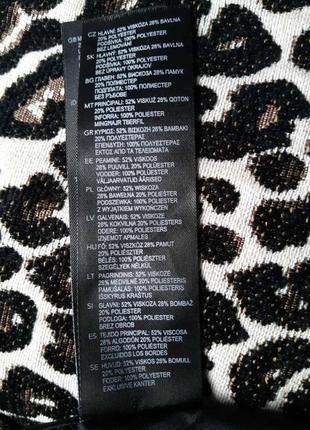 CZ HLAVNÍ: 52% VISKÓZA 28% BAVLNA
20% POLYESTER
PODŠÍVKA: 100% POLYESTER
BEZ LEMOVÁNÍ
SK HLAVNÝ: 52% VISKÓZA 28% BAVLNA
20% POLYESTER
PODŠÍVKA: 100% POLYESTER
BEZ ÚPRAVY OKRAJOV
BG ГЛАВЕН: 52% ВИСКОЗА 28% ПАМУК
20% ПОЛИЕСТЕР
ПОДПЛАТА: 100% ПОЛИЕСТЕР
БЕЗ РЪБОВЕ
MT PRINĊIPALI: 52% VISKUŻ 28% QOTON
20% POLIESTER
INFORRA: 100% POLIESTER
MINGĦAJR TBERFIL
GR ΚΥΡΙΩΣ: 52% ΒΙΣΚΟΖΗ 28% ΒΑΜΒΑΚΙ
20% ΠΟΛΥΕΣΤΕΡΑΣ
ΕΠΕΝΔΥΣΗ: 100% ΠΟΛΥΕΣΤΕΡΑΣ
ΕΚΤΟΣ ΑΠΟ ΤΑ ΤΕΛΕΙΩΜΑΤΑ
EE PEAMINE: 52% VISKOOS
28% PUUVILL 20% POLÜESTER
VOODER: 100% POLÜESTER
VÄLJAARVATUD ÄÄRISED
PL GŁÓWNY: 52% WISKOZA
28% BAWEŁNA 20% POLIESTER
PODSZEWKA: 100% POLIESTER
Z WYJĄTKIEM WYKOŃCZEŃ
LV GALVENAIS: 52% VISKOZE
28% KOKVILNA 20% POLIESTERIS
ODERE: 100% POLIESTERIS
IZŅEMOT APMALES
HU FŐ: 52% VISZKÓZ 28% PAMUT
20% POLIÉSZTER
BÉLÉS: 100% POLIÉSZTER
SZEGÉLYEK NÉLKÜL
LT PAGRINDINIS: 52% VISKOZĖ
28% MEDVILNĖ 20% POLIESTERIS
PAMUŠALAS: 100% POLIESTERIS
IŠSKYRUS KRAŠTUS
SI GLAVNI: 52% VISKOZA 28% BOMBAŽ
20% POLIESTER
PODLOGA: 100% POLIESTER
BREZ OBROB
ES TEJIDO PRINCIPAL: 52% VISCOSA
28% ALGODÓN 20% POLIÉSTER
FORRO: 100% POLIÉSTER
EXCLUIDOS LOS BORDES
SE HUVUD: 52% VISKOS 28% BOMULL
20% POLYESTER
FODER: 100% POLYESTER
EXKLUSIVE KANTER